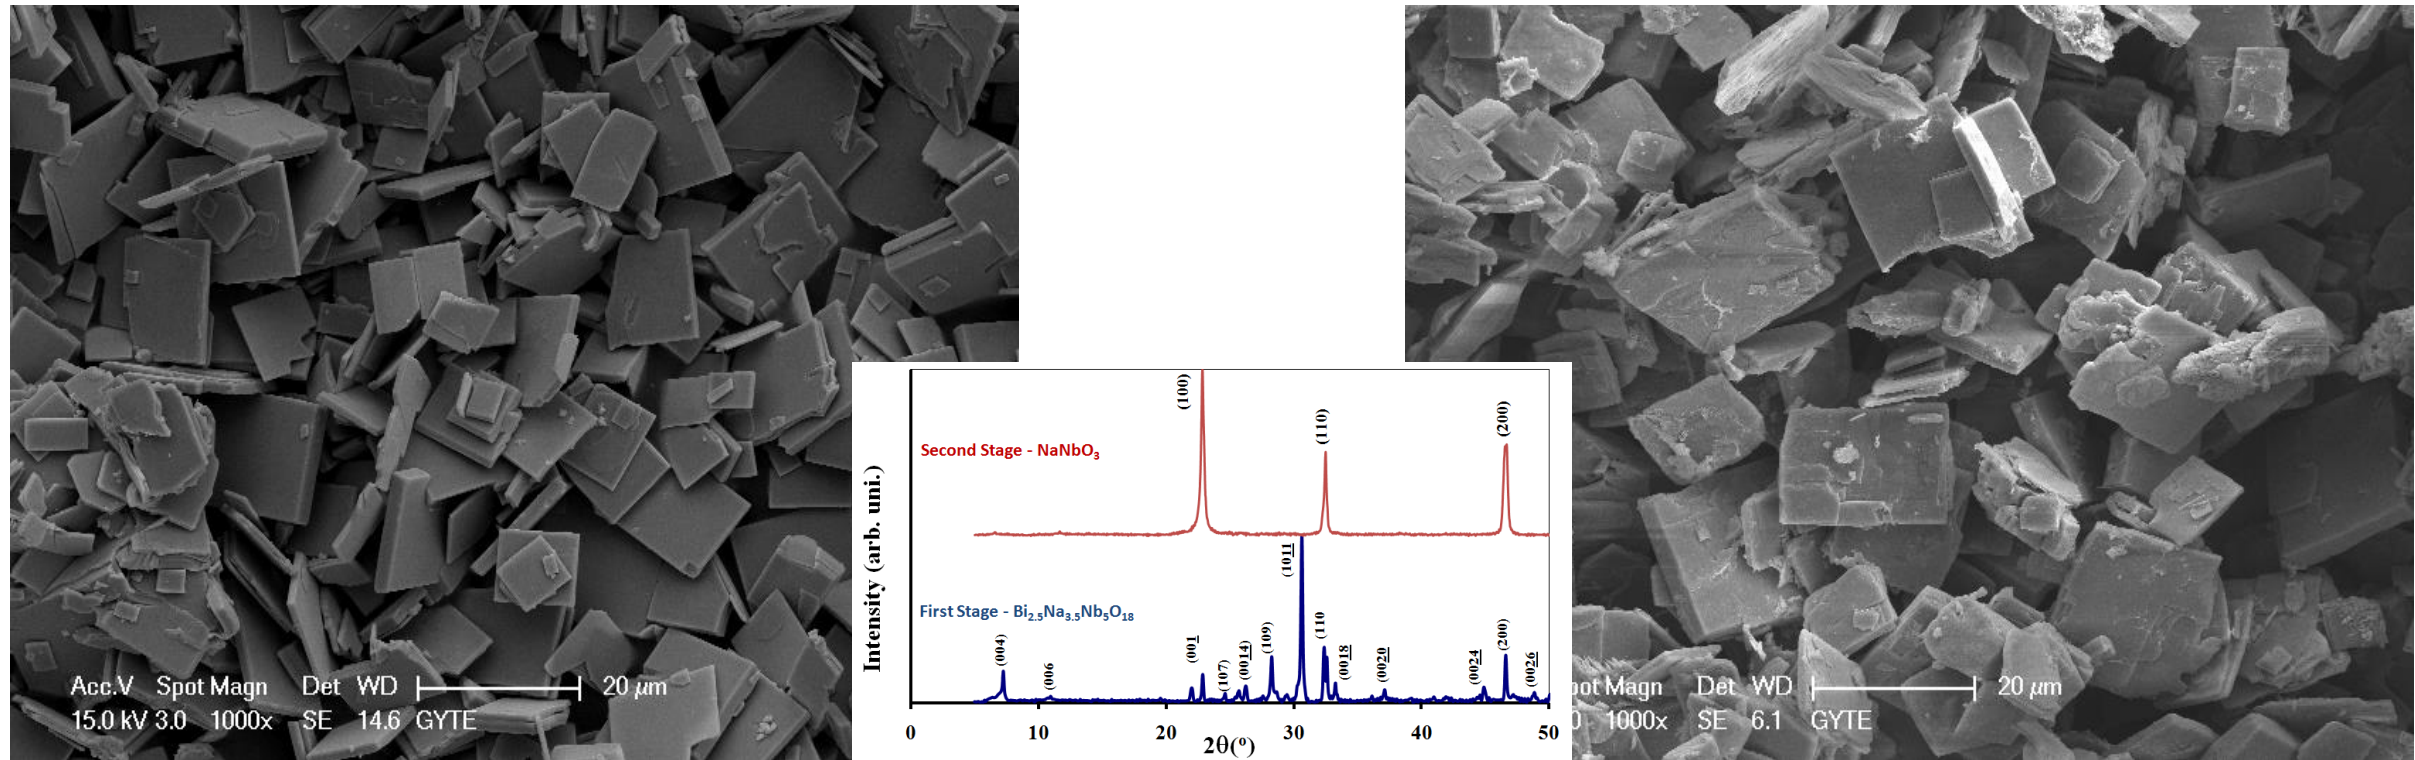 Acc.V Spot Magn Det WD 20 µm
15.0 kV 3.0 1000x SE 14.6 GYTE
Intensity (arb. uni.)
Second Stage - NaNbO₃
(100)
(110)
(200)
First Stage - Bi₂.₅Na₃.₅Nb₅O₁₈
(004)
(006
(001
(107)
(0014)
(109)
(1011
(110
(0018
(0020
(0024
(200)
(0026
0 10 20 30 40 50
2θ(°)
Magn Det WD 20 µm
1000x SE 6.1 GYTE